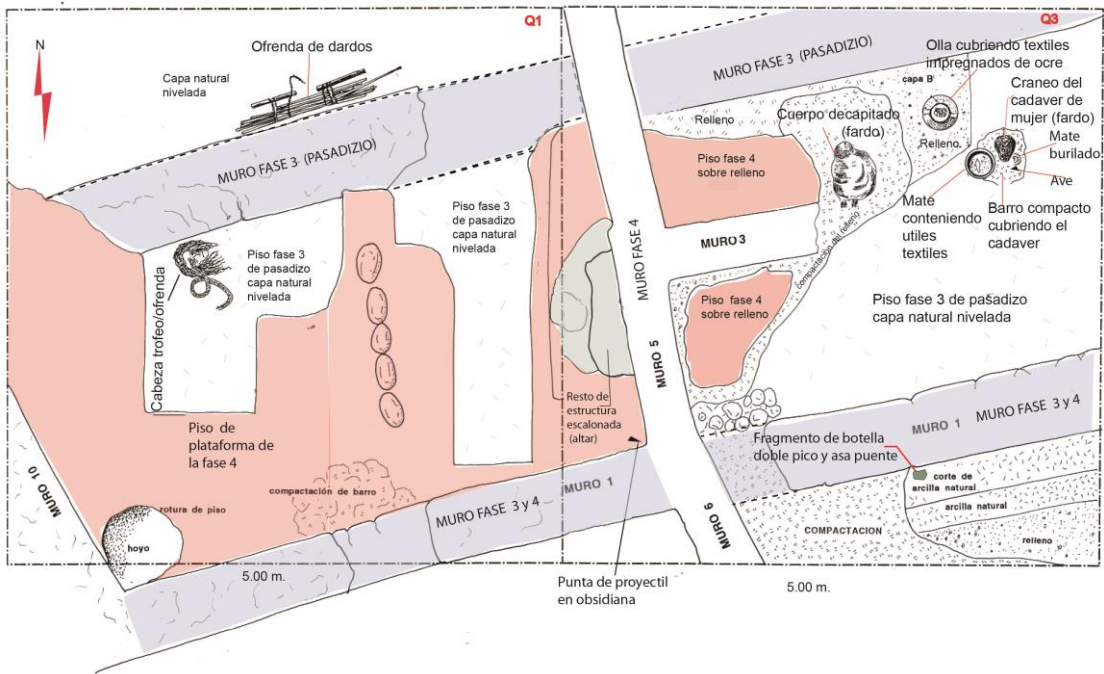 Q1
Q3
N
Ofrenda de dardos
Capa natural
nivelada
MURO FASE 3 (PASADIZIO)
MURO FASE 3 (PASADIZIO)
Olla cubriendo textiles
impregnados de ocre
capa B
Craneo del
cadaver de
mujer (fardo)
Mate
burilado
Ave
Relleno
Cuerpo decapitado
(fardo)
Relleno
Piso fase 4
sobre relleno
Mate
conteniendo
utiles
textiles
Barro compacto
cubriendo el
cadaver
Piso fase 3
de pasadizo
capa natural
nivelada
Piso fase 3
de pasadizo
capa natural
nivelada
Cabeza trofeo/ofrenda
MURO FASE 4
MURO 3
compactación del relleno
Piso fase 4
sobre relleno
Piso fase 3 de pasadizo
capa natural nivelada
MURO 5
Resto de
estructura
escalonada
(altar)
Piso de
plataforma de
la fase 4
MURO 1
MURO FASE 3 y 4
Fragmento de botella
doble pico y asa puente
corte de
arcilla natural
arcilla natural
relleno
COMPACTACION
MURO 10
rotura de piso
hoyo
compactación de barro
MURO 1
MURO FASE 3 y 4
MURO 6
5.00 m.
Punta de proyectil
en obsidiana
5.00 m.